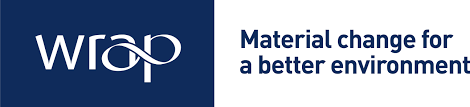 wrap
Material change for
a better environment